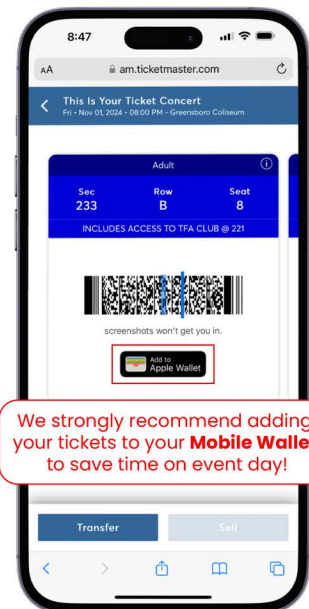 8:47
AA am.ticketmaster.com
This Is Your Ticket Concert
Fri • Nov 01, 2024 • 08:00 PM - Greensboro Coliseum
Adult
Sec Row Seat
233 B 8
INCLUDES ACCESS TO TFA CLUB @ 221
screenshots won't get you in.
Add to
Apple Wallet
We strongly recommend adding
your tickets to your Mobile Walle
to save time on event day!
Transfer Sell